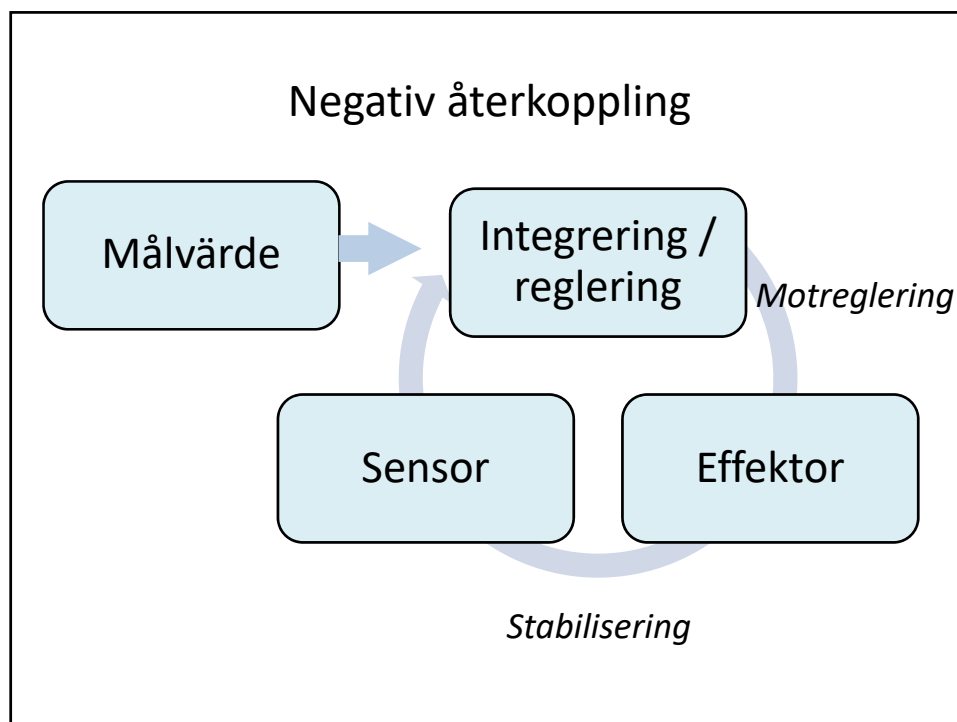 Negativ återkoppling
Målvärde
Integrering /
reglering
Motreglering
Sensor
Effektor
Stabilisering